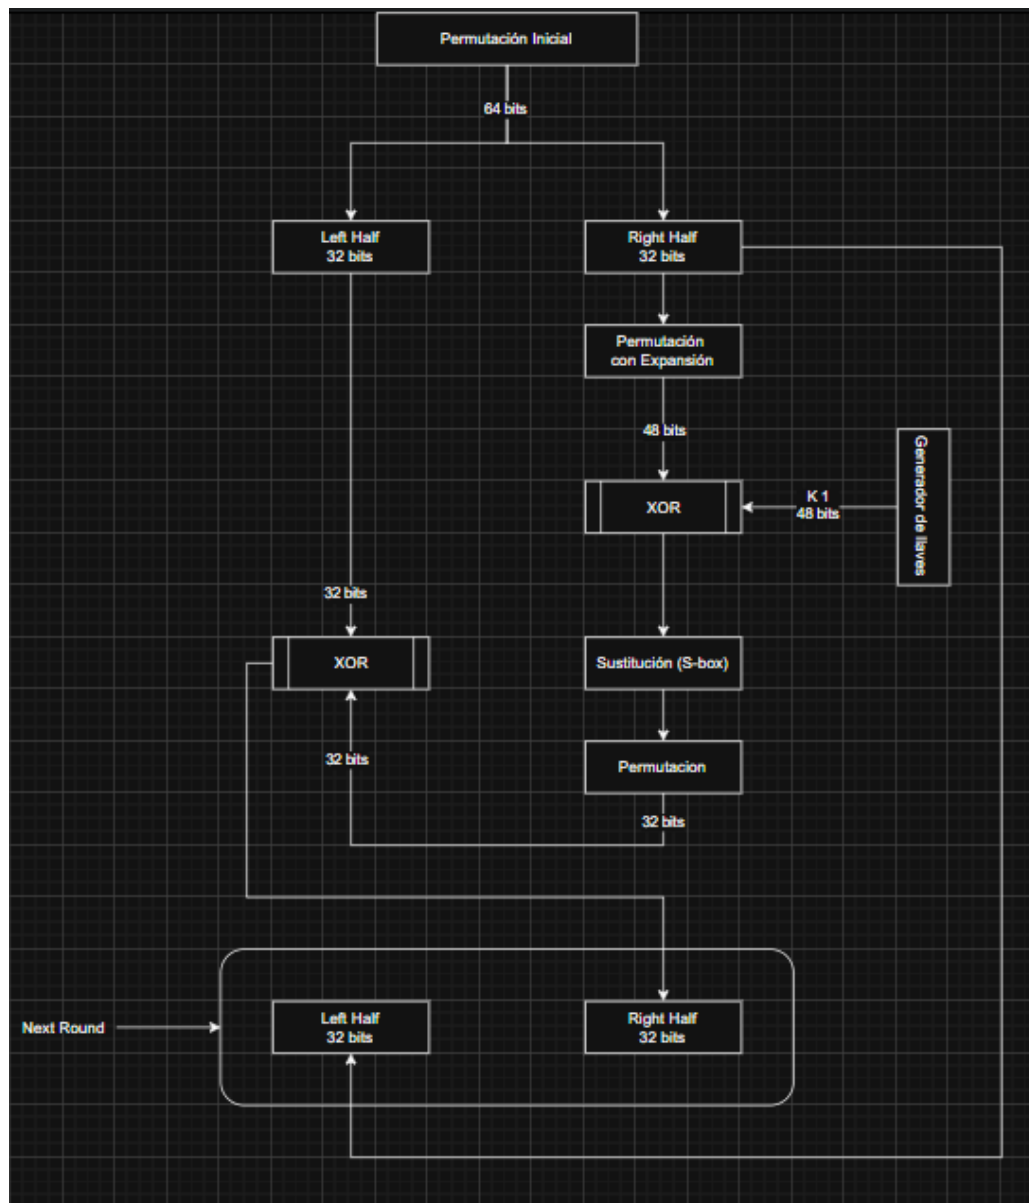 Permutación Inicial
64 bits
Left Half
32 bits
Right Half
32 bits
Permutación
con Expansión
48 bits
XOR
K 1
48 bits
Generador de llaves
32 bits
XOR
Sustitución (S-box)
32 bits
Permutacion
32 bits
Next Round
Left Half
32 bits
Right Half
32 bits